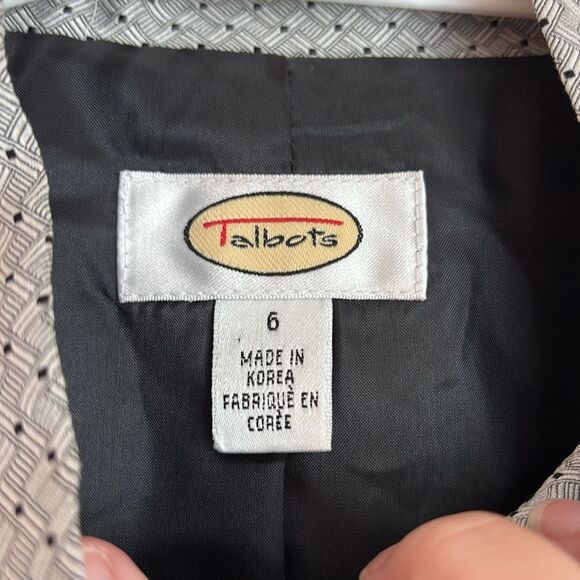 Talbots
6
MADE IN
KOREA
FABRIQUÉ EN
CORÉE